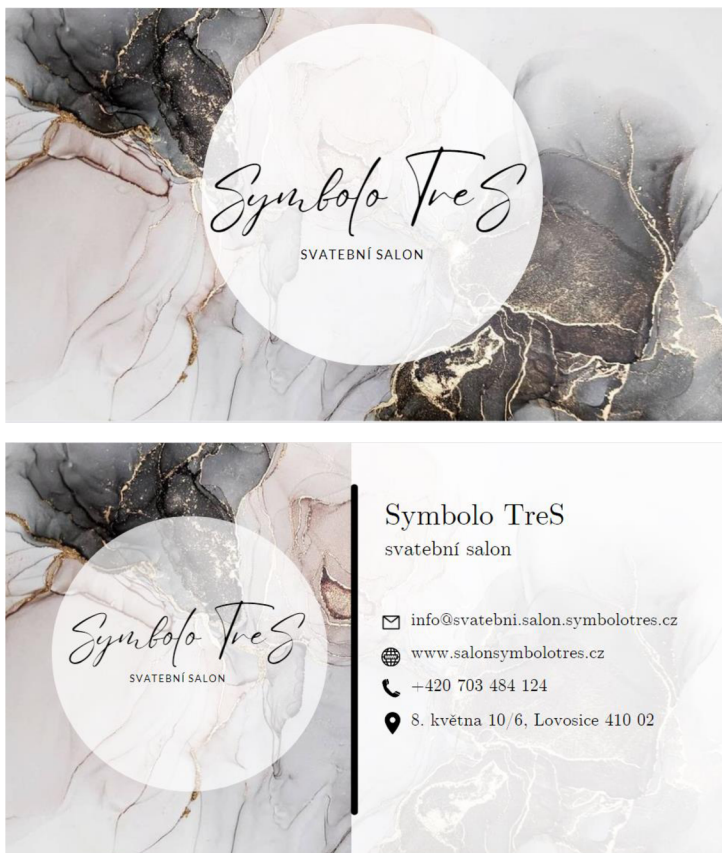 Symbolo TreS
SVATEBNÍ SALON
Symbolo TreS
SVATEBNÍ SALON
Symbolo TreS
svatební salon
info@svatebni.salon.symbolotres.cz
www.salonsymbolotres.cz
+420 703 484 124
8. května 10/6, Lovosice 410 02